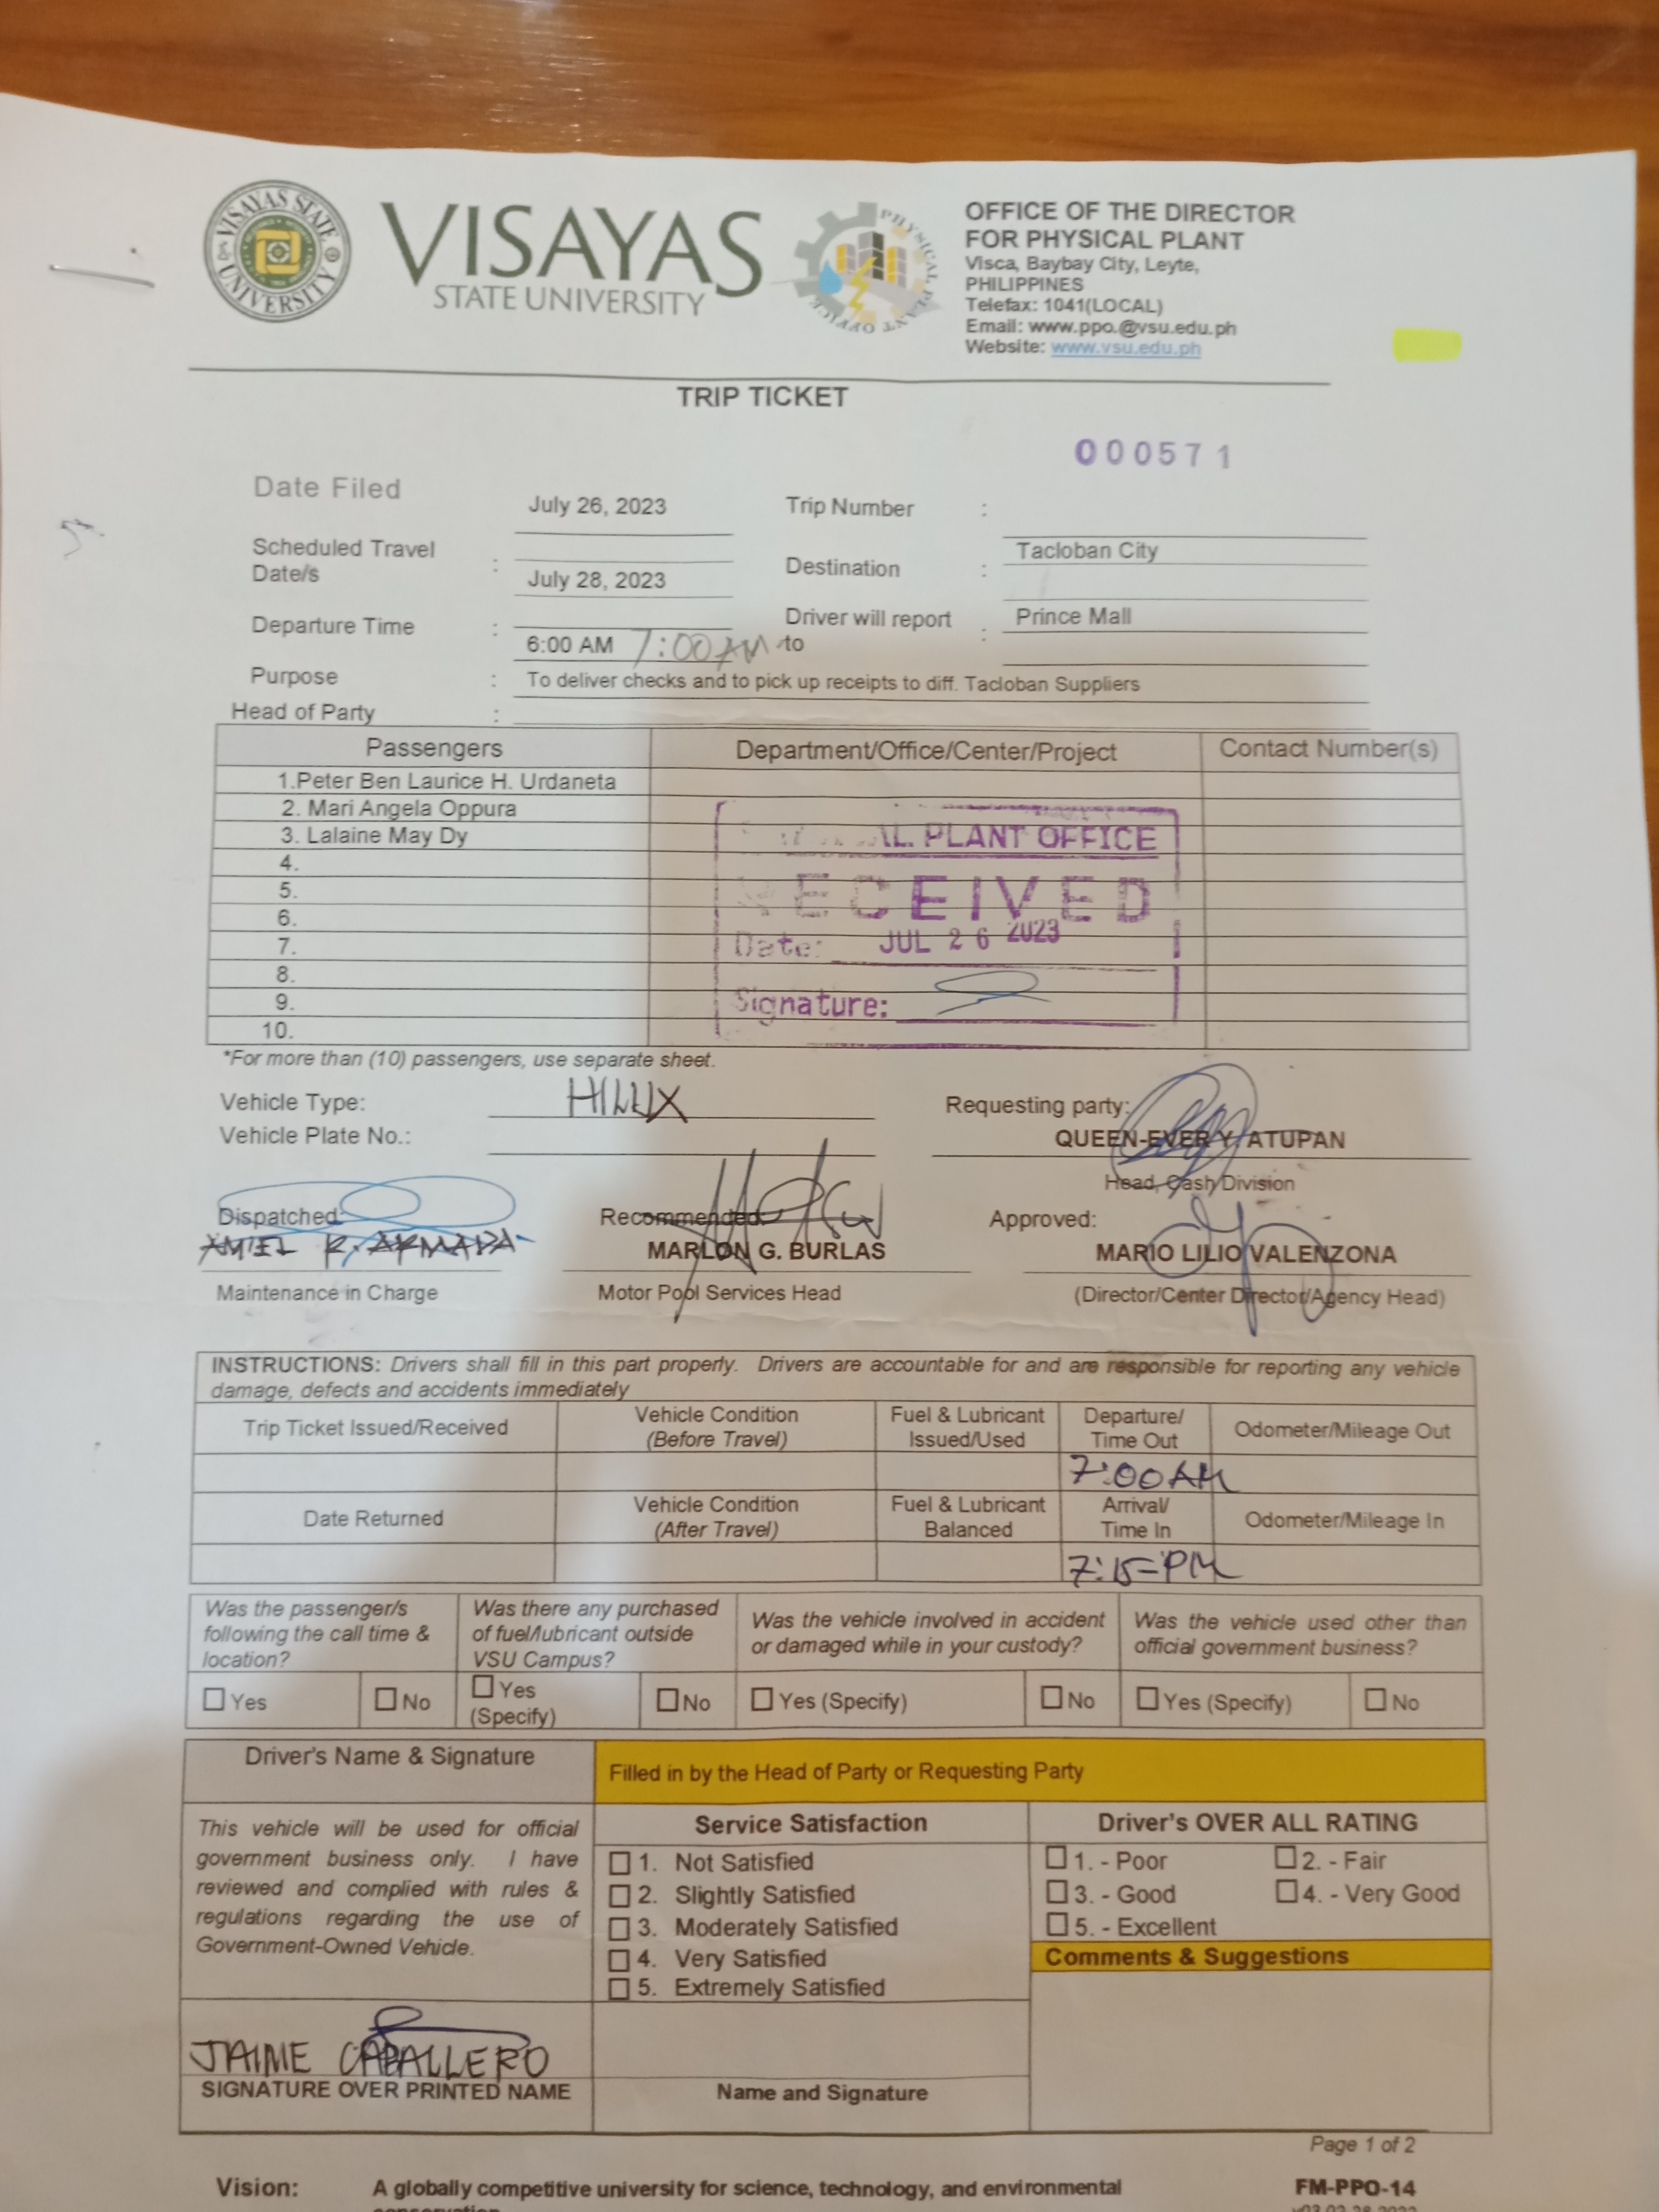 VISAYAS STATE UNIVERSITY
VISAYAS
STATE UNIVERSITY
PHYSICAL PLANT OFFICE
OFFICE OF THE DIRECTOR
FOR PHYSICAL PLANT
Visca, Baybay City, Leyte,
PHILIPPINES
Telefax: 1041(LOCAL)
Email: www.ppo.@vsu.edu.ph
Website: www.vsu.edu.ph
TRIP TICKET
000571
Date Filed July 26, 2023 Trip Number :
Scheduled Travel Date/s : July 28, 2023 Destination : Tacloban City
Departure Time : 6:00 AM 7:00AM Driver will report to : Prince Mall
Purpose : To deliver checks and to pick up receipts to diff. Tacloban Suppliers
Head of Party :
Passengers Department/Office/Center/Project Contact Number(s)
1.Peter Ben Laurice H. Urdaneta
2. Mari Angela Oppura
3. Lalaine May Dy
4.
5.
6.
7.
8.
9.
10.
PLANT OFFICE
RECEIVED
Date: JUL 26 2023
Signature:
*For more than (10) passengers, use separate sheet.
Vehicle Type: HILUX Requesting party:
Vehicle Plate No.: QUEEN-EVER Y. ATUPAN
Head, Cash Division
Dispatched: Recommended: Approved:
AMIEL R. ARMADA MARLON G. BURLAS MARIO LILIO VALENZONA
Maintenance in Charge Motor Pool Services Head (Director/Center Director/Agency Head)
INSTRUCTIONS: Drivers shall fill in this part properly. Drivers are accountable for and are responsible for reporting any vehicle
damage, defects and accidents immediately
Trip Ticket Issued/Received Vehicle Condition (Before Travel) Fuel & Lubricant Issued/Used Departure/ Time Out Odometer/Mileage Out
7:00AM
Date Returned Vehicle Condition (After Travel) Fuel & Lubricant Balanced Arrival/ Time In Odometer/Mileage In
7:15-PM
Was the passenger/s following the call time & location? Was there any purchased of fuel/lubricant outside VSU Campus? Was the vehicle involved in accident or damaged while in your custody? Was the vehicle used other than official government business?
Yes No Yes (Specify) No Yes (Specify) No Yes (Specify) No
Driver's Name & Signature Filled in by the Head of Party or Requesting Party
This vehicle will be used for official
government business only. I have
reviewed and complied with rules &
regulations regarding the use of
Government-Owned Vehicle.
Service Satisfaction
1. Not Satisfied
2. Slightly Satisfied
3. Moderately Satisfied
4. Very Satisfied
5. Extremely Satisfied
Driver's OVER ALL RATING
1. - Poor 2. - Fair
3. - Good 4. - Very Good
5. - Excellent
Comments & Suggestions
JAIME CABALLERO
SIGNATURE OVER PRINTED NAME Name and Signature
Page 1 of 2
Vision: A globally competitive university for science, technology, and environmental
FM-PPO-14